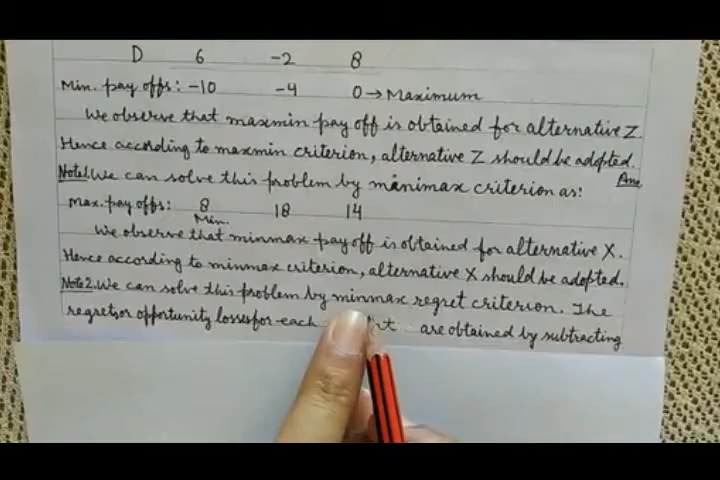 D 6 -2 8
Min. pay offs: -10 -4 0 → Maximum
We observe that maxmin pay off is obtained for alternative Z.
Hence according to maxmin criterion, alternative Z should be adopted.
Ans
Note1. We can solve this problem by minimax criterion as:
Max. pay offs: 8 18 14
Min.
We observe that minmax pay off is obtained for alternative X.
Hence according to minmax criterion, alternative X should be adopted.
Note2. We can solve this problem by minmax regret criterion. The
regrets or opportunity losses for each are obtained by subtracting